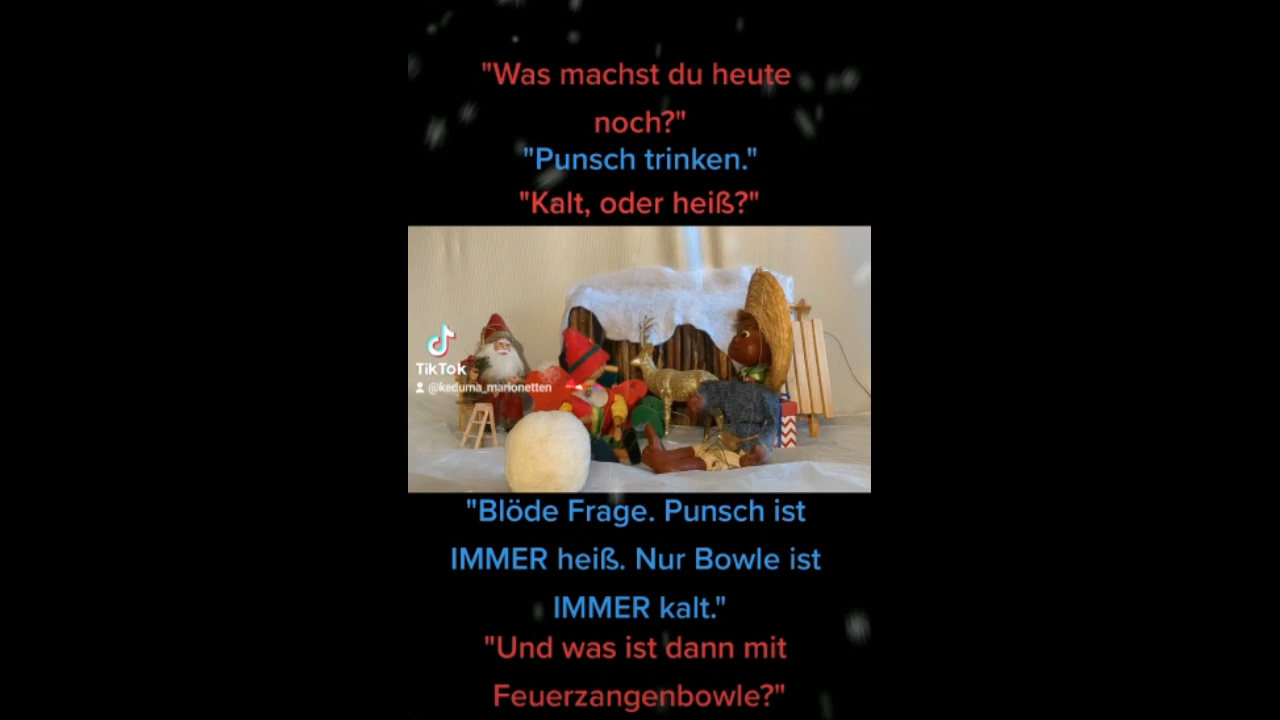 "Was machst du heute
noch?"
"Punsch trinken."
"Kalt, oder heiß?"
TikTok
@keduma_marionetten
"Blöde Frage. Punsch ist
IMMER heiß. Nur Bowle ist
IMMER kalt."
"Und was ist dann mit
Feuerzangenbowle?"